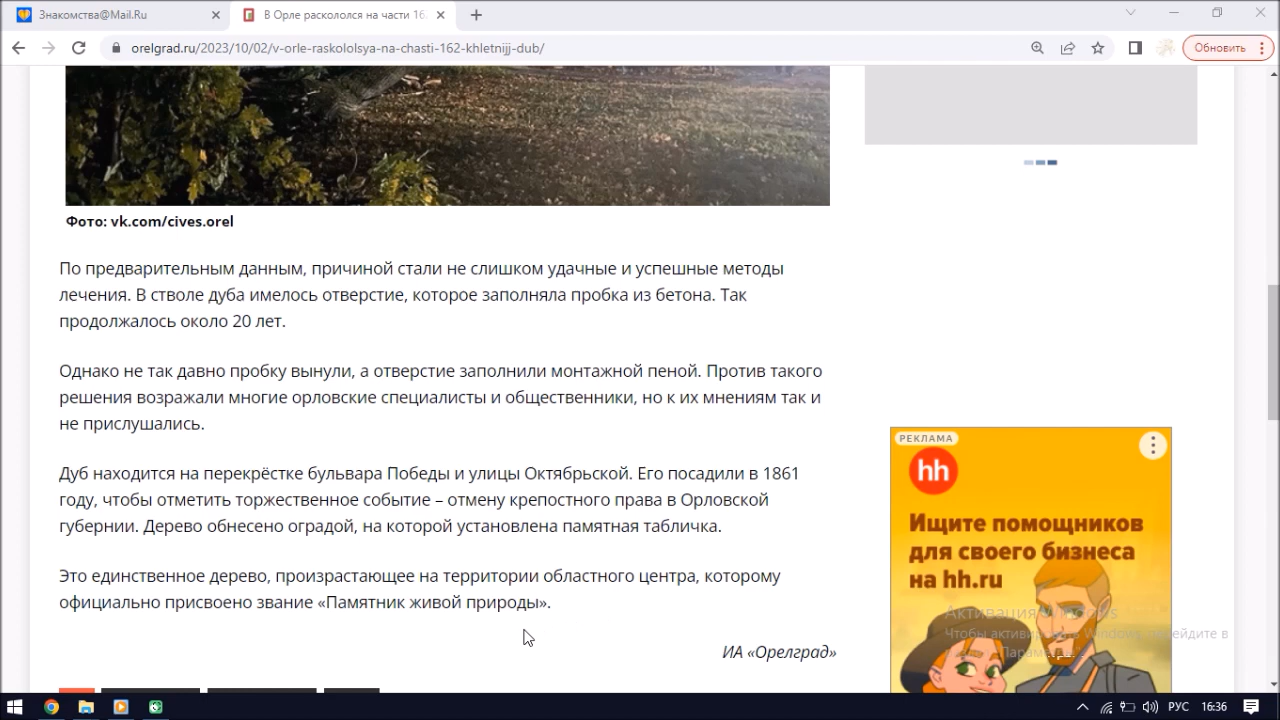 Знакомства@Mail.Ru
В Орле раскололся на части 16
orelgrad.ru/2023/10/02/v-orle-raskololsya-na-chasti-162-khletnijj-dub/
Обновить
Фото: vk.com/cives.orel
По предварительным данным, причиной стали не слишком удачные и успешные методы
лечения. В стволе дуба имелось отверстие, которое заполняла пробка из бетона. Так
продолжалось около 20 лет.
Однако не так давно пробку вынули, а отверстие заполнили монтажной пеной. Против такого
решения возражали многие орловские специалисты и общественники, но к их мнениям так и
не прислушались.
Дуб находится на перекрёстке бульвара Победы и улицы Октябрьской. Его посадили в 1861
году, чтобы отметить торжественное событие – отмену крепостного права в Орловской
губернии. Дерево обнесено оградой, на которой установлена памятная табличка.
Это единственное дерево, произрастающее на территории областного центра, которому
официально присвоено звание «Памятник живой природы».
ИА «Орелград»
РЕКЛАМА
hh
Ищите помощников
для своего бизнеса
на hh.ru
Активация Windows
Чтобы активировать Windows, перейдите в
РУС
16:36